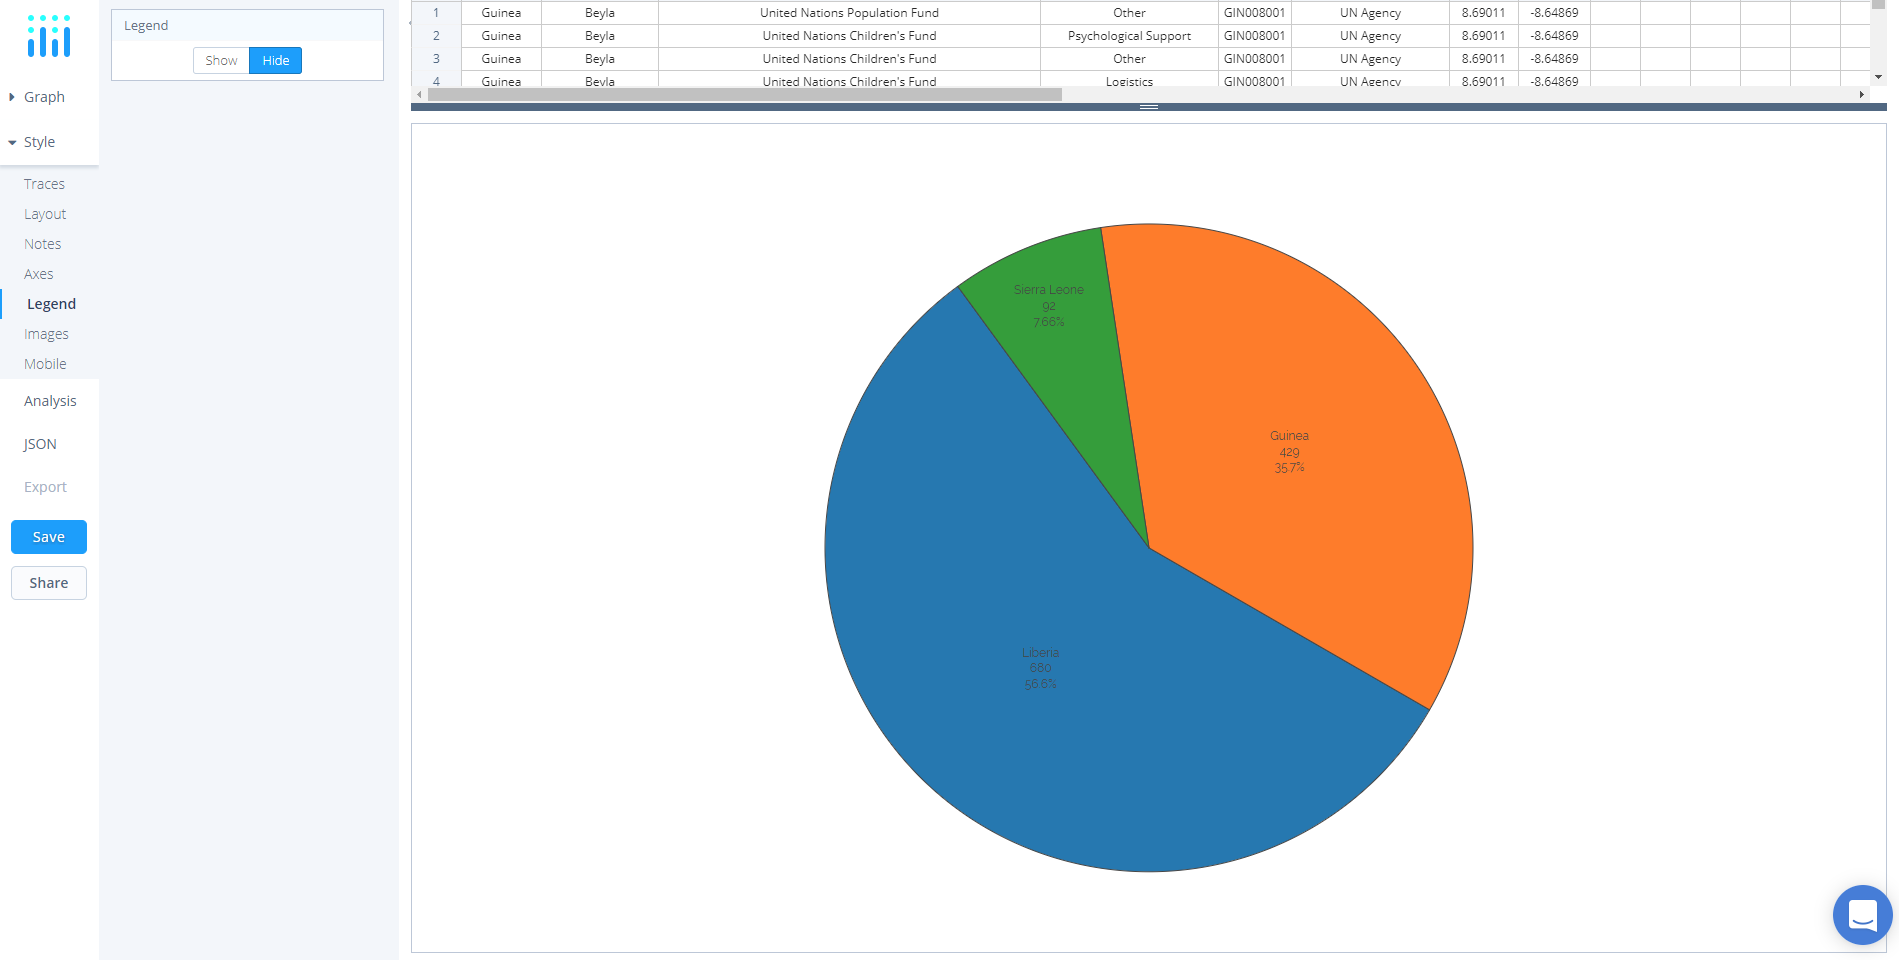 Legend
Show Hide
Graph
Style
Traces
Layout
Notes
Axes
Legend
Images
Mobile
Analysis
JSON
Export
Save
Share
1 Guinea Beyla United Nations Population Fund Other GIN008001 UN Agency 8.69011 -8.64869
2 Guinea Beyla United Nations Children's Fund Psychological Support GIN008001 UN Agency 8.69011 -8.64869
3 Guinea Beyla United Nations Children's Fund Other GIN008001 UN Agency 8.69011 -8.64869
4 Guinea Beyla United Nations Children's Fund Logistics GIN008001 UN Agency 8.69011 -8.64869
Sierra Leone
92
7.66%
Guinea
429
35.7%
Liberia
680
56.6%